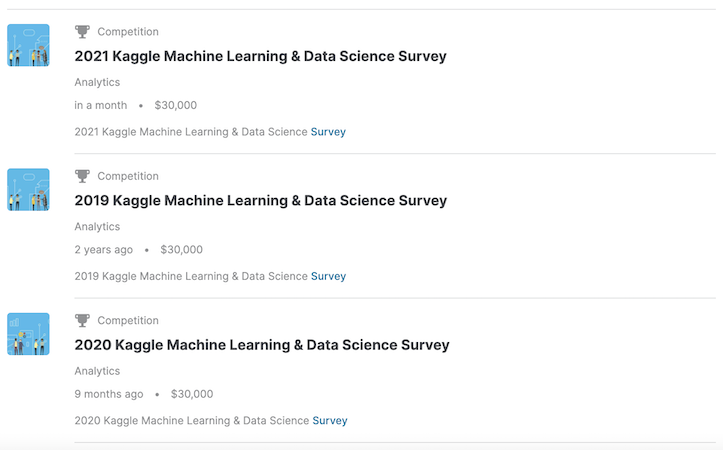 Competition
2021 Kaggle Machine Learning & Data Science Survey
Analytics
in a month • $30,000
2021 Kaggle Machine Learning & Data Science Survey
Competition
2019 Kaggle Machine Learning & Data Science Survey
Analytics
2 years ago • $30,000
2019 Kaggle Machine Learning & Data Science Survey
Competition
2020 Kaggle Machine Learning & Data Science Survey
Analytics
9 months ago • $30,000
2020 Kaggle Machine Learning & Data Science Survey